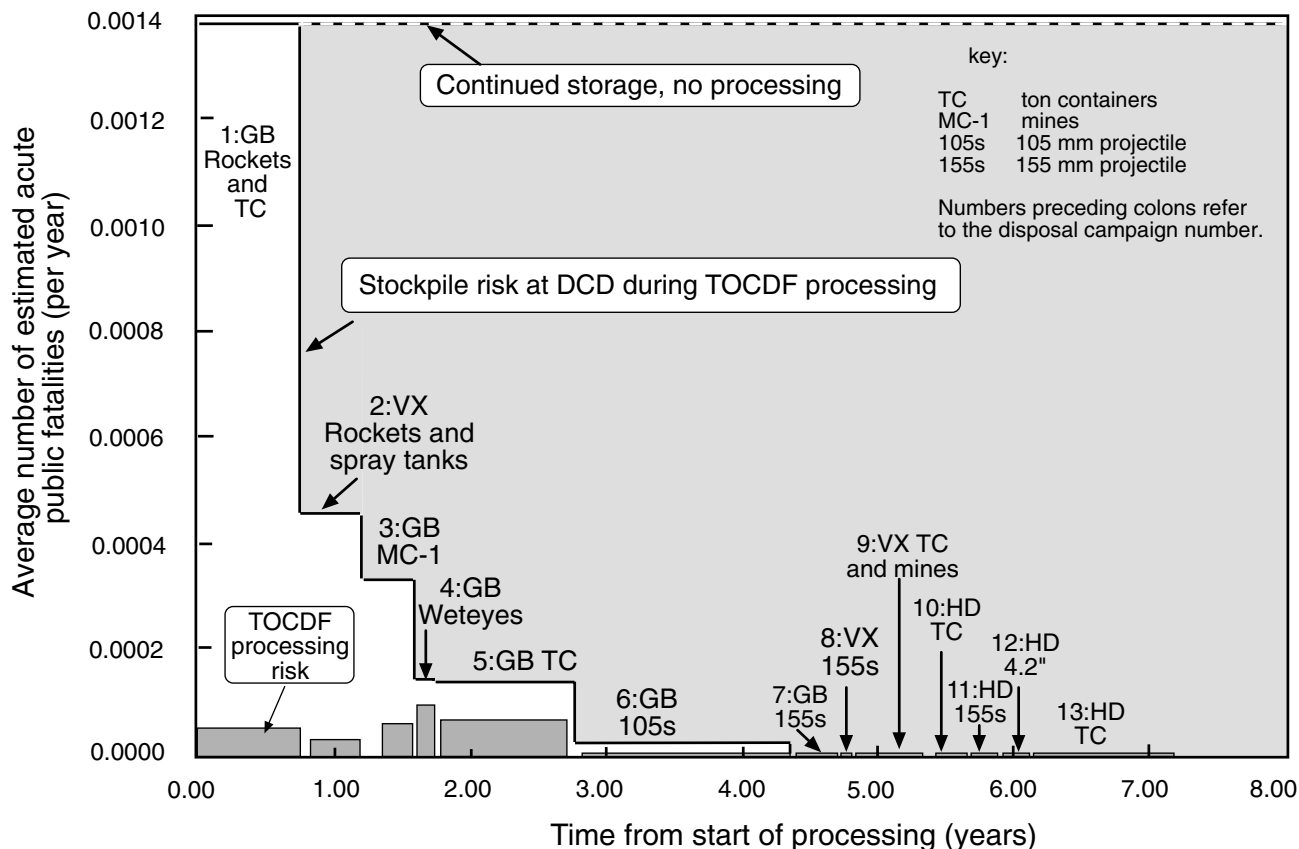 Average number of estimated acute
public fatalities (per year)
0.0014
0.0012
0.0010
0.0008
0.0006
0.0004
0.0002
0.0000
Continued storage, no processing
key:
TC ton containers
MC-1 mines
105s 105 mm projectile
155s 155 mm projectile
Numbers preceding colons refer
to the disposal campaign number.
1:GB
Rockets
and
TC
Stockpile risk at DCD during TOCDF processing
2:VX
Rockets and
spray tanks
3:GB
MC-1
4:GB
Weteyes
5:GB TC
6:GB
105s
7:GB
155s
8:VX
155s
9:VX TC
and mines
10:HD
TC
11:HD
155s
12:HD
4.2"
13:HD
TC
TOCDF
processing
risk
0.00 1.00 2.00 3.00 4.00 5.00 6.00 7.00 8.00
Time from start of processing (years)